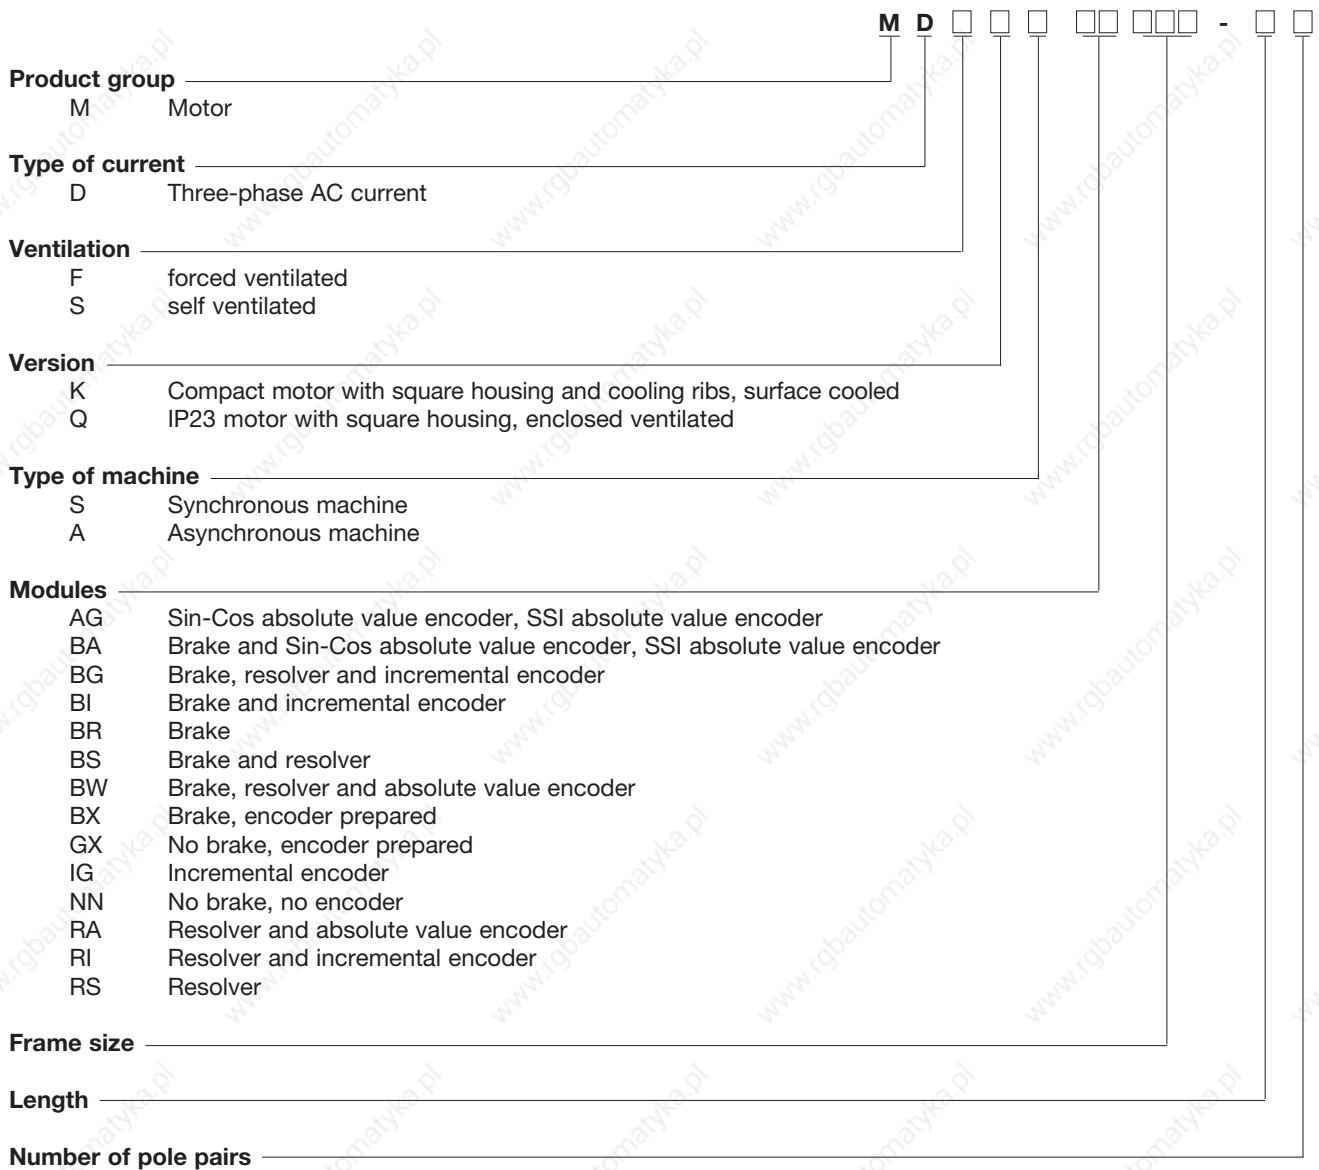 M D □ □ □ □□ □□□ - □ □
Product group
M Motor
Type of current
D Three-phase AC current
Ventilation
F forced ventilated
S self ventilated
Version
K Compact motor with square housing and cooling ribs, surface cooled
Q IP23 motor with square housing, enclosed ventilated
Type of machine
S Synchronous machine
A Asynchronous machine
Modules
AG Sin-Cos absolute value encoder, SSI absolute value encoder
BA Brake and Sin-Cos absolute value encoder, SSI absolute value encoder
BG Brake, resolver and incremental encoder
BI Brake and incremental encoder
BR Brake
BS Brake and resolver
BW Brake, resolver and absolute value encoder
BX Brake, encoder prepared
GX No brake, encoder prepared
IG Incremental encoder
NN No brake, no encoder
RA Resolver and absolute value encoder
RI Resolver and incremental encoder
RS Resolver
Frame size
Length
Number of pole pairs
www.rgbautomatyka.pl